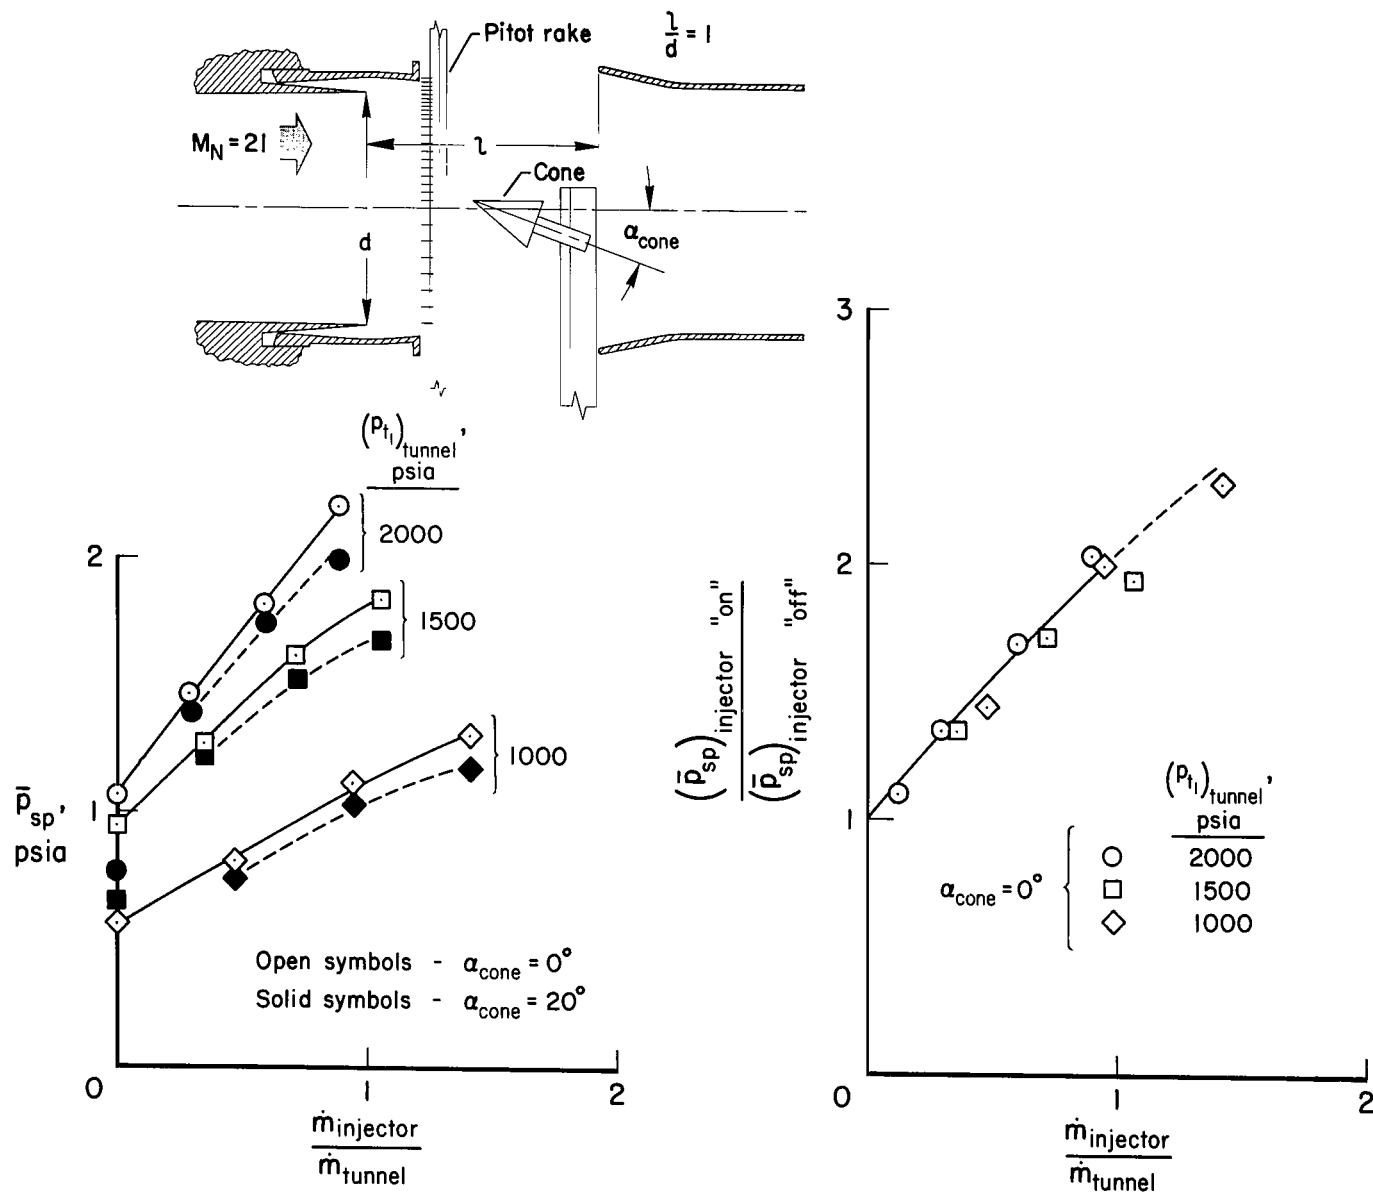 Pitot rake
l/d = 1
M_N = 21
l
Cone
d
α_cone
(p_t1)_tunnel,
psia
2000
1500
1000
2
1
0
p̄_sp,
psia
Open symbols - α_cone = 0°
Solid symbols - α_cone = 20°
1
2
ṁ_injector
ṁ_tunnel
3
2
1
0
(p̄_sp)_injector "on"
(p̄_sp)_injector "off"
(p_t1)_tunnel,
psia
α_cone = 0°
2000
1500
1000
1
2
ṁ_injector
ṁ_tunnel